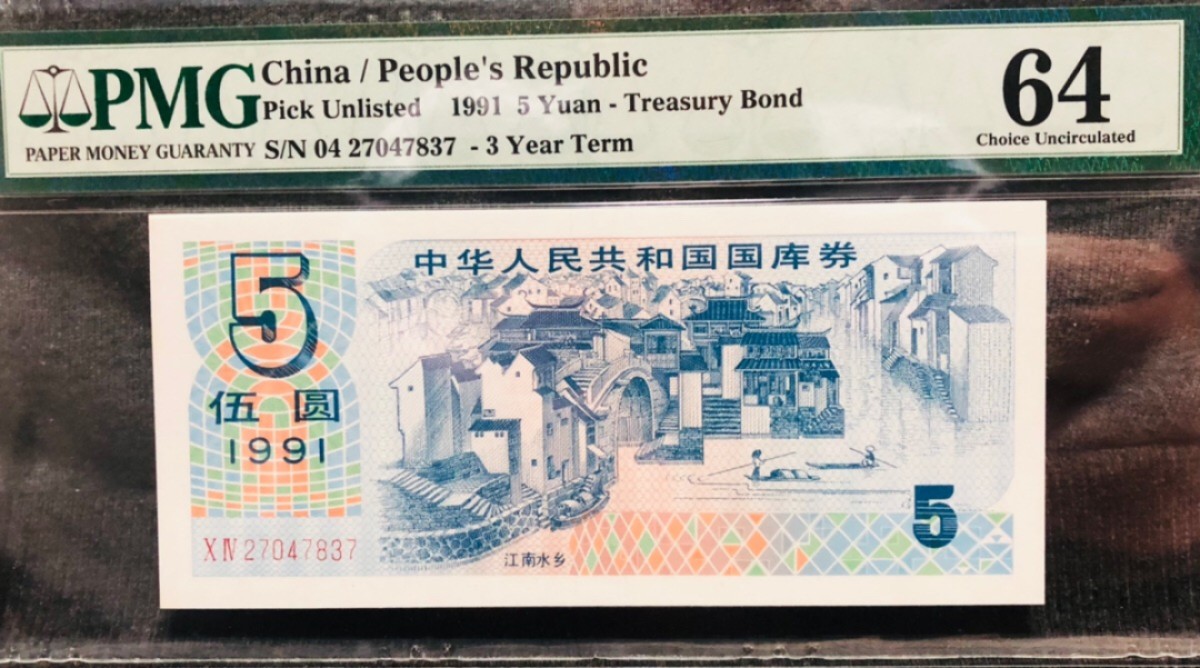 PMG
PAPER MONEY GUARANTY
China / People's Republic
Pick Unlisted 1991 5 Yuan - Treasury Bond
S/N 04 27047837 - 3 Year Term
64
Choice Uncirculated
中华人民共和国国库券
5
伍圆
1991
XⅣ27047837
江南水乡
5